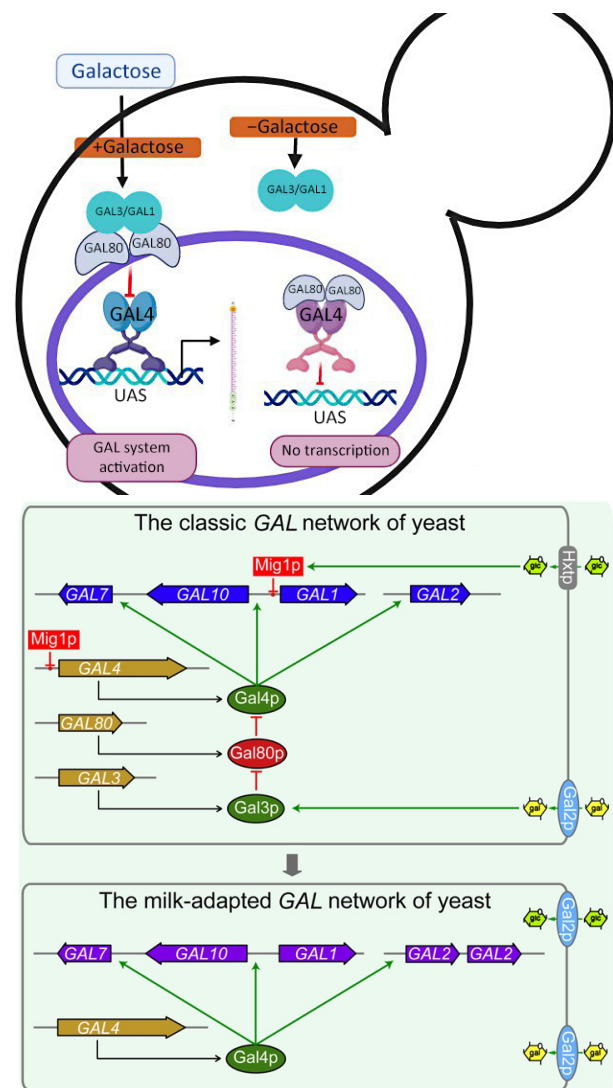 Galactose
+Galactose
−Galactose
GAL3/GAL1
GAL3/GAL1
GAL80
GAL80
GAL80
GAL80
GAL4
GAL4
UAS
UAS
GAL system
activation
No transcription
The classic GAL network of yeast
Hxtp
glc
glc
Mig1p
GAL7
GAL10
GAL1
GAL2
Mig1p
GAL4
Gal4p
GAL80
Gal80p
GAL3
Gal3p
gal
Gal2p
gal
The milk-adapted GAL network of yeast
glc
Gal2p
glc
GAL7
GAL10
GAL1
GAL2
GAL2
GAL4
Gal4p
gal
Gal2p
gal